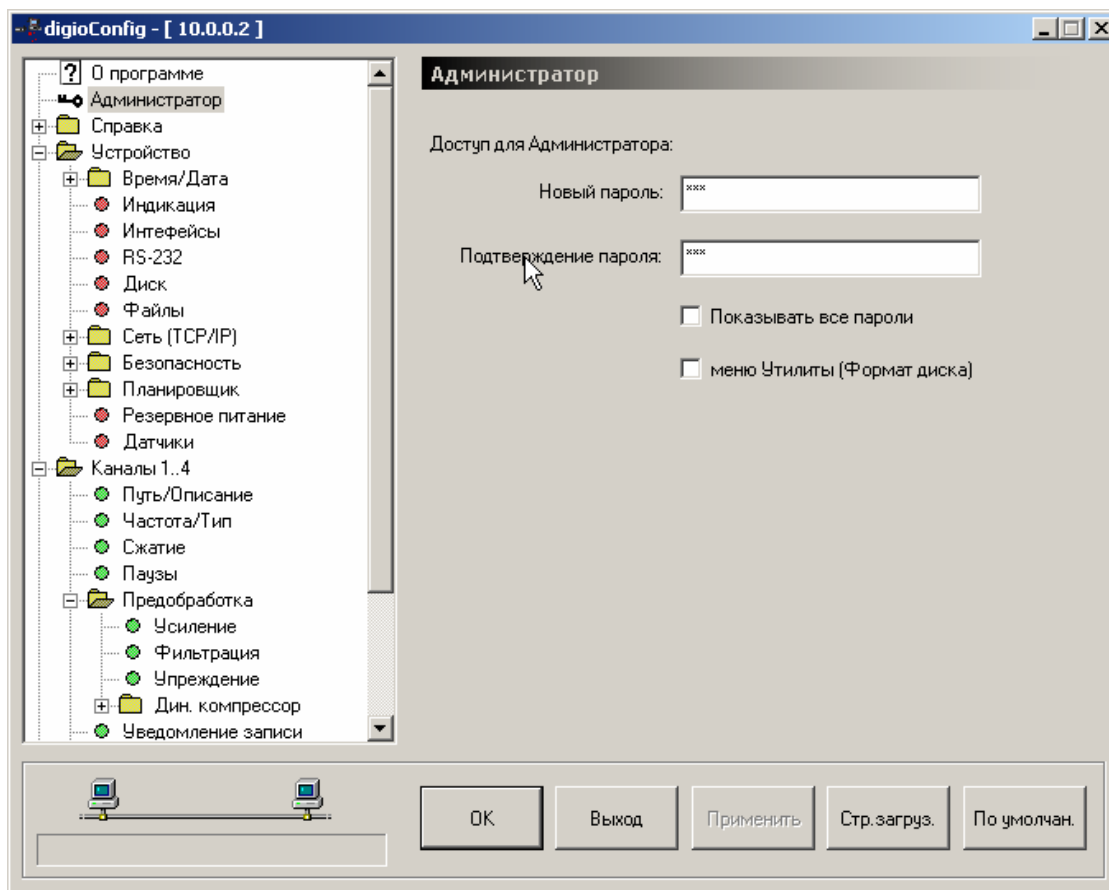 digioConfig - [ 10.0.0.2 ]
О программе
Администратор
Справка
Устройство
Время/Дата
Индикация
Интефейсы
RS-232
Диск
Файлы
Сеть (TCP/IP)
Безопасность
Планировщик
Резервное питание
Датчики
Каналы 1..4
Путь/Описание
Частота/Тип
Сжатие
Паузы
Предобработка
Усиление
Фильтрация
Упреждение
Дин. компрессор
Уведомление записи
Администратор
Доступ для Администратора:
Новый пароль: ***
Подтверждение пароля: ***
Показывать все пароли
меню Утилиты (Формат диска)
OK
Выход
Применить
Стр.загруз.
По умолчан.